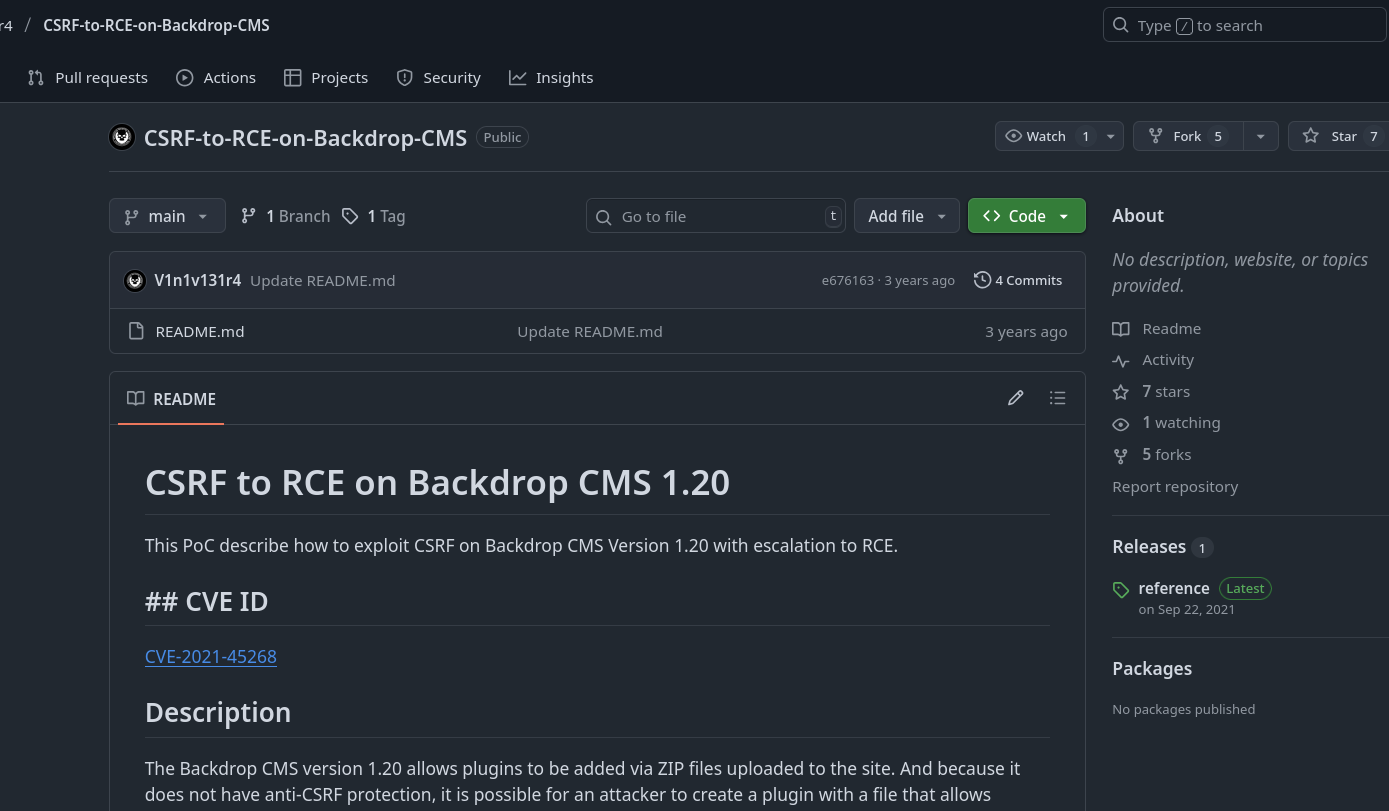 r4 / CSRF-to-RCE-on-Backdrop-CMS
Type / to search
Pull requests Actions Projects Security Insights
CSRF-to-RCE-on-Backdrop-CMS Public
Watch 1 Fork 5 Star 7
main 1 Branch 1 Tag Go to file t Add file <> Code
V1n1v131r4 Update README.md e676163 · 3 years ago 4 Commits
README.md Update README.md 3 years ago
README
CSRF to RCE on Backdrop CMS 1.20
This PoC describe how to exploit CSRF on Backdrop CMS Version 1.20 with escalation to RCE.
## CVE ID
CVE-2021-45268
Description
The Backdrop CMS version 1.20 allows plugins to be added via ZIP files uploaded to the site. And because it
does not have anti-CSRF protection, it is possible for an attacker to create a plugin with a file that allows
About
No description, website, or topics
provided.
Readme
Activity
7 stars
1 watching
5 forks
Report repository
Releases 1
reference Latest
on Sep 22, 2021
Packages
No packages published